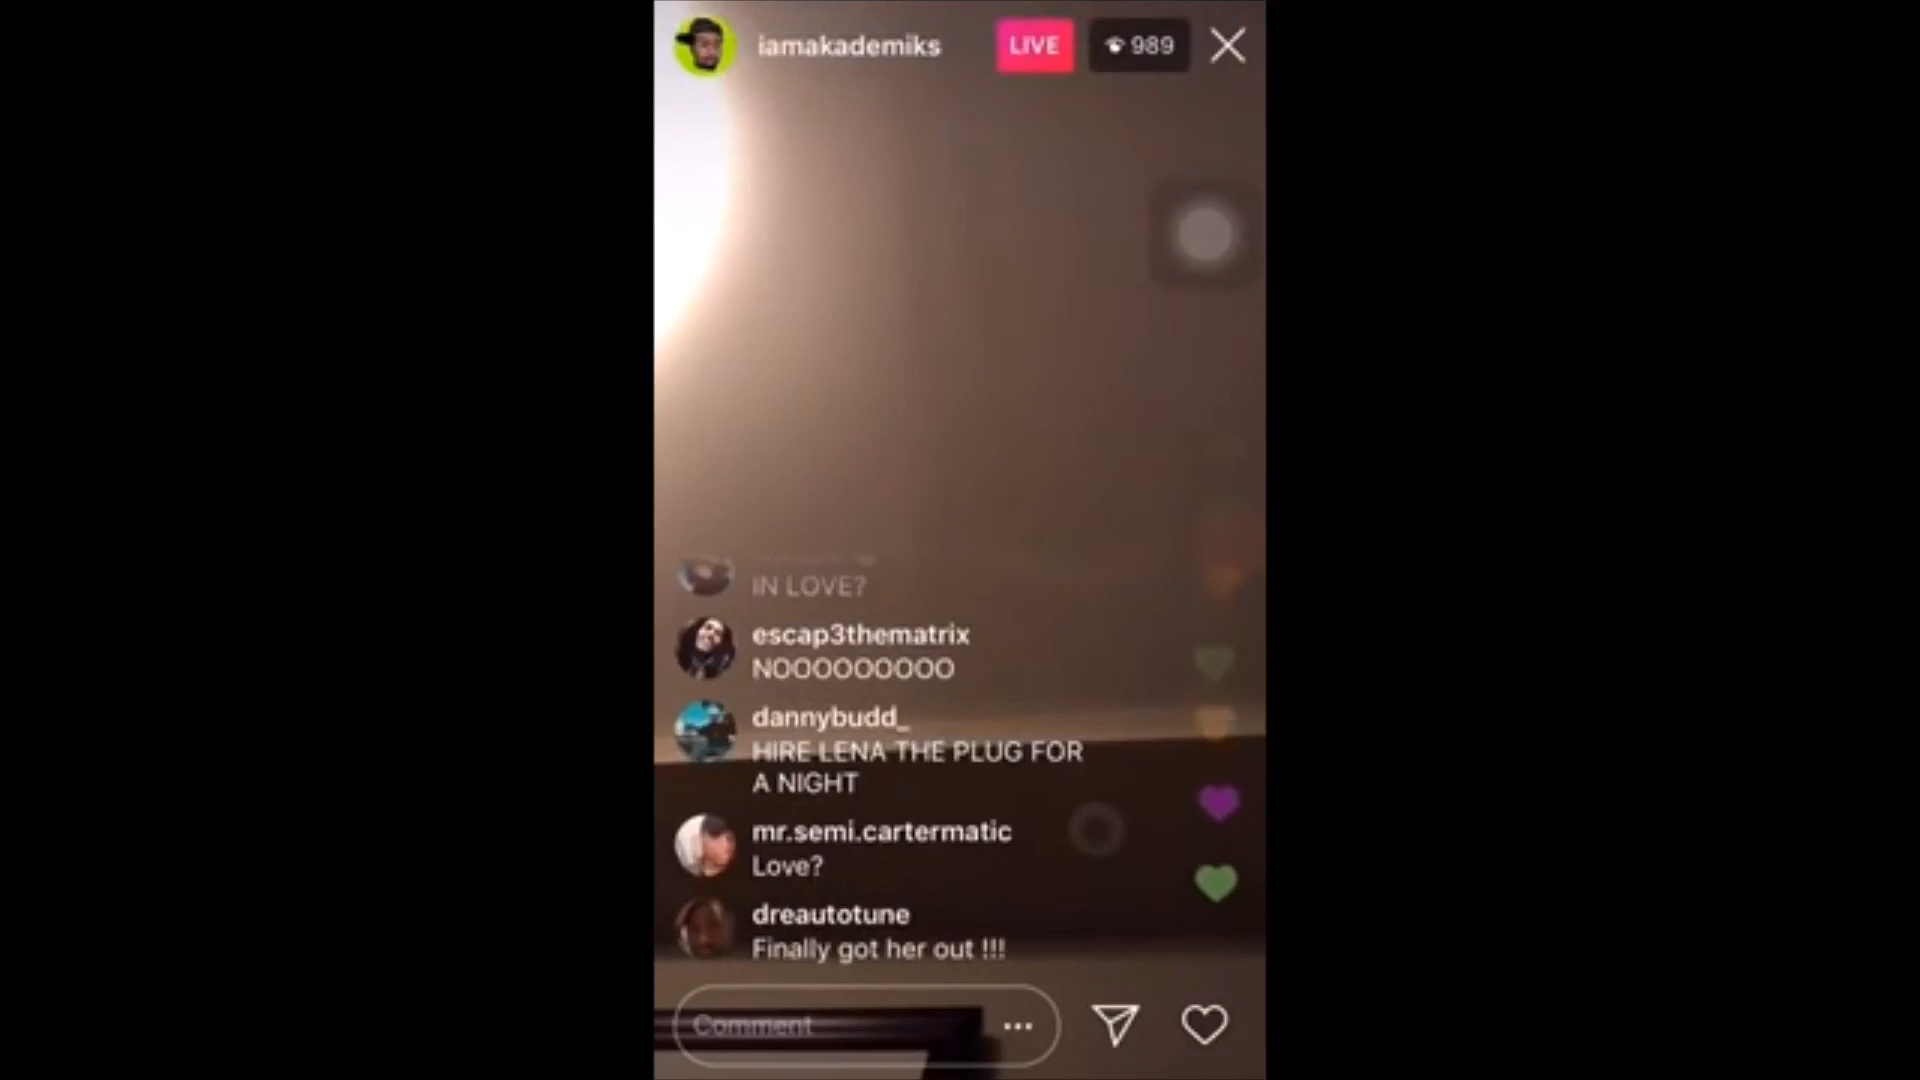 iamakademiks LIVE 989
IN LOVE?
escap3thematrix
NOOOOOOOOO
dannybudd_
HIRE LENA THE PLUG FOR
A NIGHT
mr.semi.cartermatic
Love?
dreautotune
Finally got her out !!!
Comment